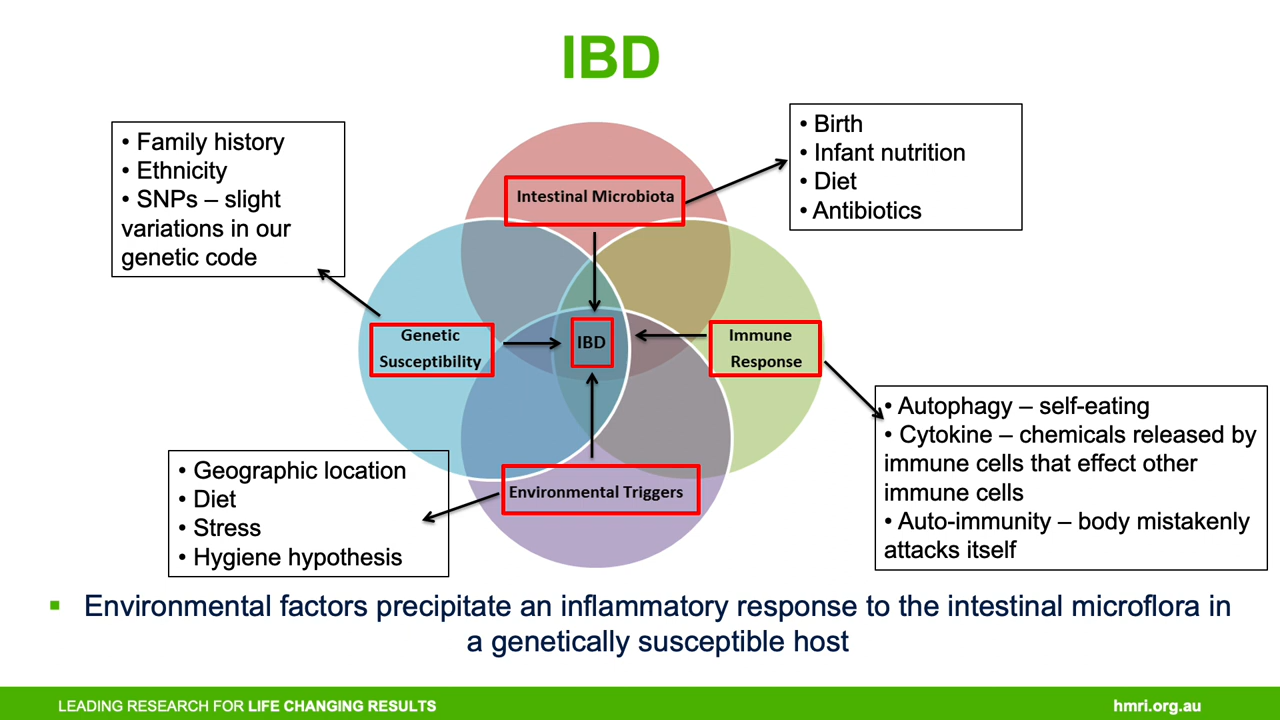 IBD
• Family history
• Ethnicity
• SNPs – slight
variations in our
genetic code
• Birth
• Infant nutrition
• Diet
• Antibiotics
Intestinal Microbiota
Genetic
Susceptibility
IBD
Immune
Response
Environmental Triggers
• Autophagy – self-eating
• Cytokine – chemicals released by
immune cells that effect other
immune cells
• Auto-immunity – body mistakenly
attacks itself
• Geographic location
• Diet
• Stress
• Hygiene hypothesis
▪ Environmental factors precipitate an inflammatory response to the intestinal microflora in
a genetically susceptible host
LEADING RESEARCH FOR LIFE CHANGING RESULTS
hmri.org.au